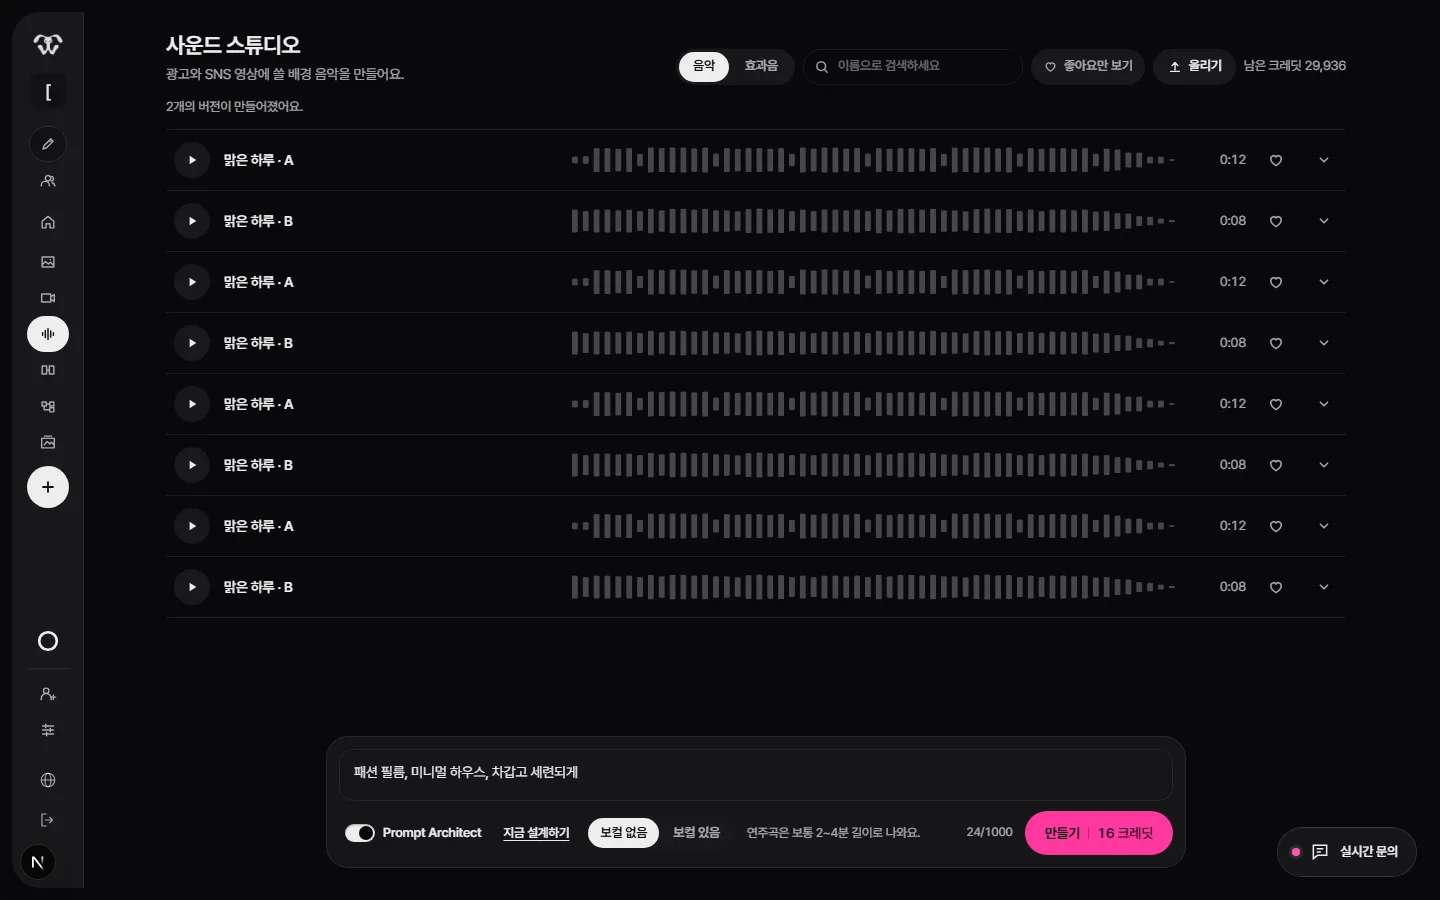 사운드 스튜디오
광고와 SNS 영상에 쓸 배경 음악을 만들어요.
음악
효과음
이름으로 검색하세요
좋아요만 보기
올리기
남은 크레딧 29,936
2개의 버전이 만들어졌어요.
맑은 하루 · A
0:12
맑은 하루 · B
0:08
맑은 하루 · A
0:12
맑은 하루 · B
0:08
맑은 하루 · A
0:12
맑은 하루 · B
0:08
맑은 하루 · A
0:12
맑은 하루 · B
0:08
패션 필름, 미니멀 하우스, 차갑고 세련되게
Prompt Architect
지금 설계하기
보컬 없음
보컬 있음
연주곡은 보통 2~4분 길이로 나와요.
24/1000
만들기 | 16 크레딧
실시간 문의
[
N